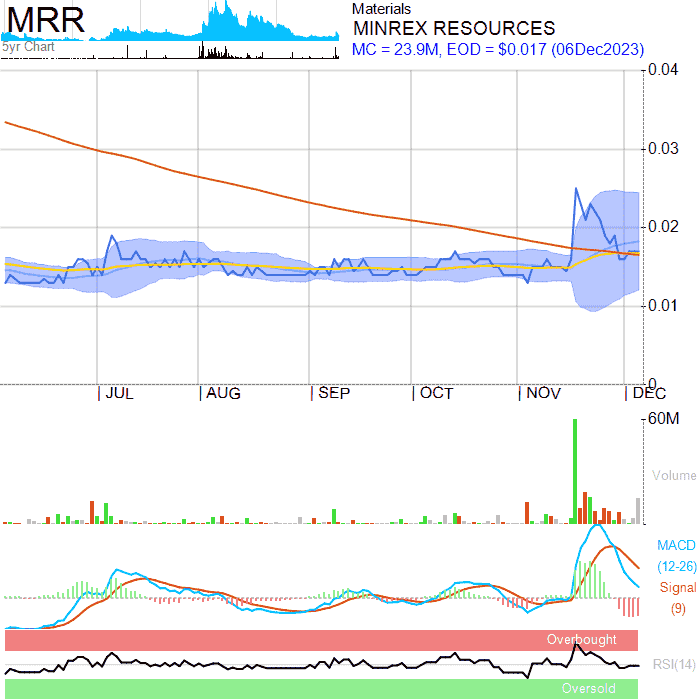 MRR
5yr Chart
Materials
MINREX RESOURCES
MC = 23.9M, EOD = $0.017 (06Dec2023)
0.04
0.03
0.02
0.01
0
JUL AUG SEP OCT NOV DEC
60M
Volume
MACD
(12-26)
Signal
(9)
Overbought
RSI(14)
Oversold